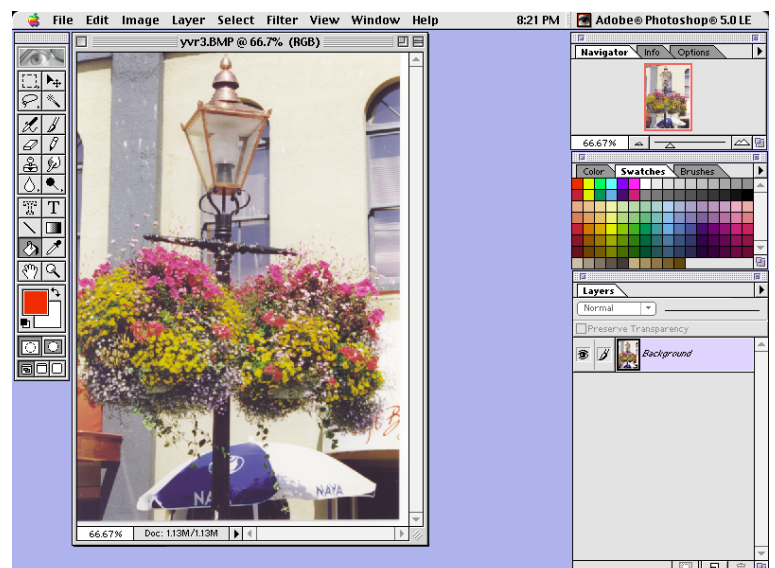 File Edit Image Layer Select Filter View Window Help 8:21 PM Adobe® Photoshop® 5.0 LE
yvr3.BMP @ 66.7% (RGB)
Navigator Info Options
66.67%
Color Swatches Brushes
Layers
Normal
Preserve Transparency
Background
T
NAYA
66.67% Doc: 1.13M/1.13M